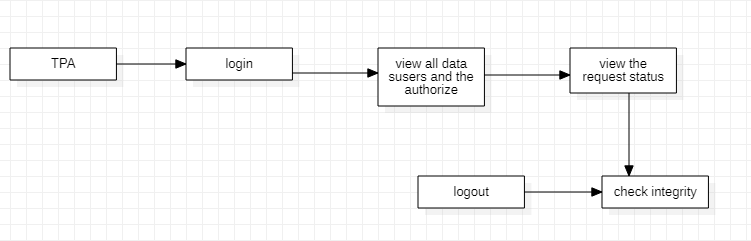 TPA
login
view all data
susers and the
authorize
view the
request status
logout
check integrity